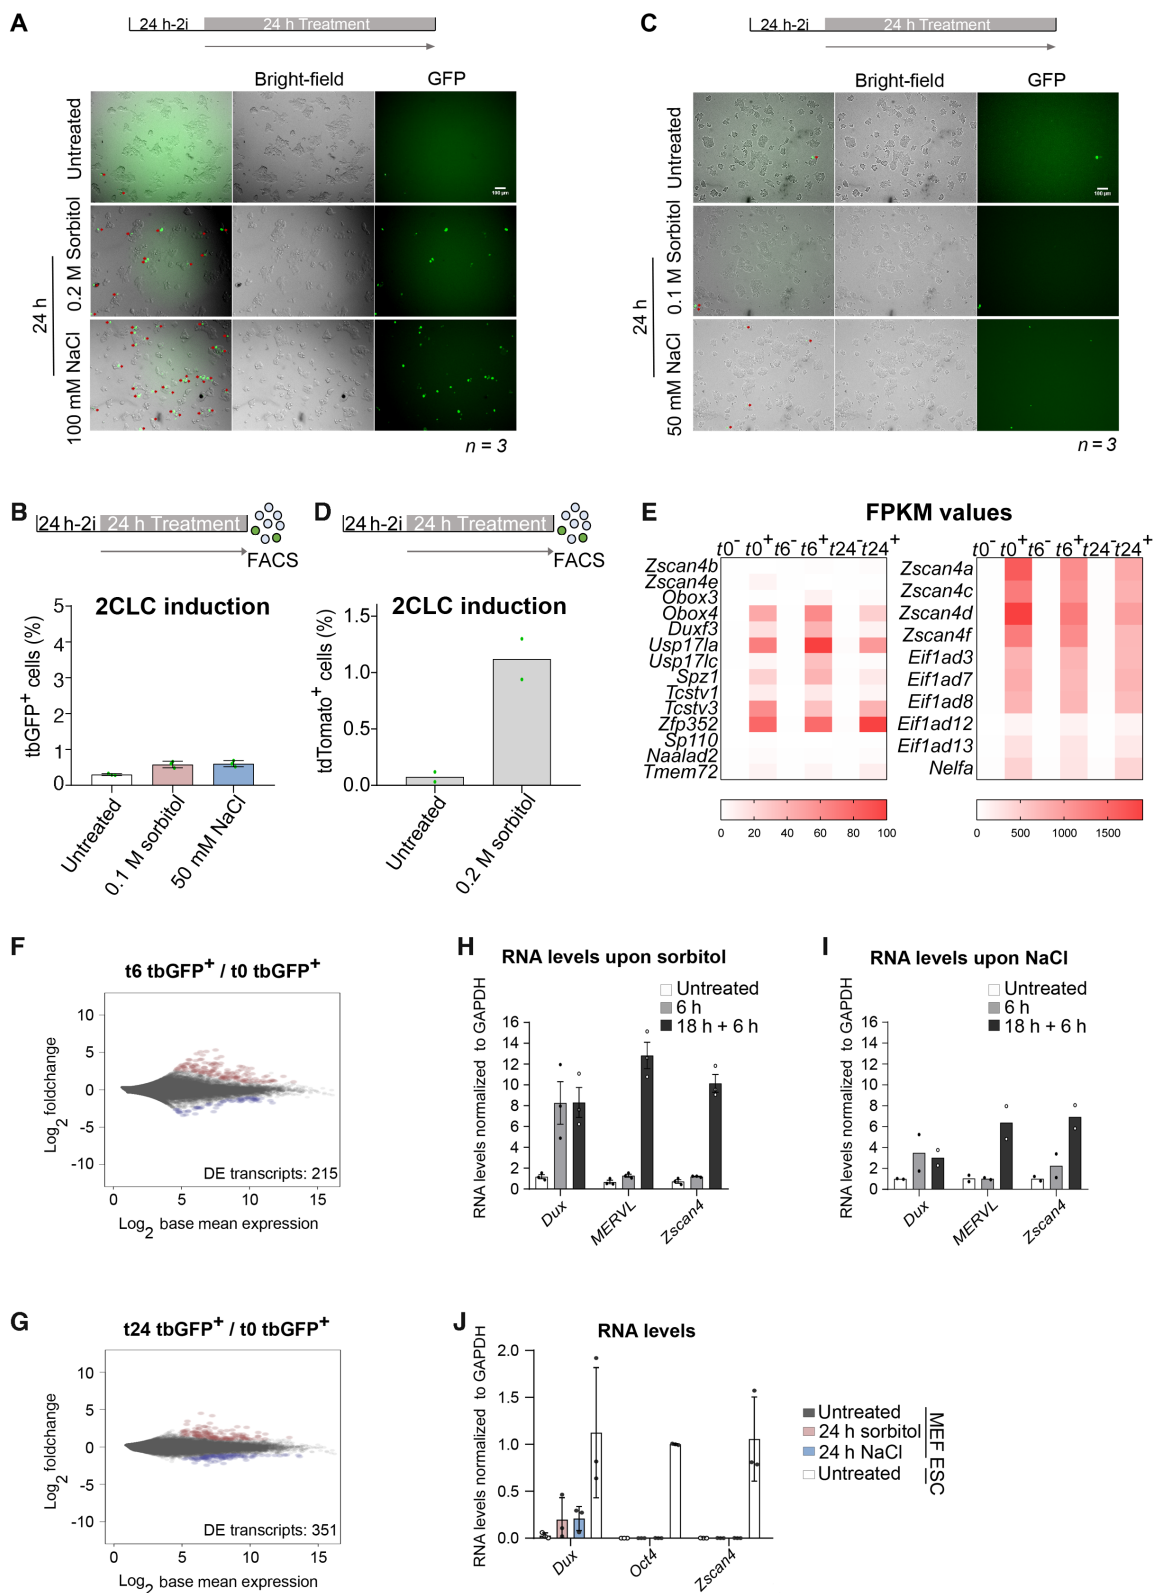 A
24 h-2i
24 h Treatment
Bright-field
GFP
Untreated
0.2 M Sorbitol
100 mM NaCl
24 h
100 µm
n = 3
C
24 h-2i
24 h Treatment
Bright-field
GFP
Untreated
0.1 M Sorbitol
50 mM NaCl
24 h
100 µm
n = 3
B
24 h-2i
24 h Treatment
FACS
2CLC induction
tbGFP+ cells (%)
5
4
3
2
1
0
Untreated
0.1 M sorbitol
50 mM NaCl
D
24 h-2i
24 h Treatment
FACS
2CLC induction
tdTomato+ cells (%)
1.5
1.0
0.5
0.0
Untreated
0.2 M sorbitol
E
FPKM values
t0- t0+ t6- t6+ t24- t24+
Zscan4b
Zscan4e
Obox3
Obox4
Duxf3
Usp17la
Usp17lc
Spz1
Tcstv1
Tcstv3
Zfp352
Sp110
Naalad2
Tmem72
0 20 40 60 80 100
t0- t0+ t6- t6+ t24- t24+
Zscan4a
Zscan4c
Zscan4d
Zscan4f
Eif1ad3
Eif1ad7
Eif1ad8
Eif1ad12
Eif1ad13
Nelfa
0 500 1000 1500
F
t6 tbGFP+ / t0 tbGFP+
Log2 foldchange
10
5
0
-5
-10
DE transcripts: 215
0 5 10 15
Log2 base mean expression
H
RNA levels upon sorbitol
Untreated
6 h
18 h + 6 h
RNA levels normalized to GAPDH
16
14
12
10
8
6
4
2
0
Dux
MERVL
Zscan4
I
RNA levels upon NaCl
Untreated
6 h
18 h + 6 h
RNA levels normalized to GAPDH
16
14
12
10
8
6
4
2
0
Dux
MERVL
Zscan4
G
t24 tbGFP+ / t0 tbGFP+
Log2 foldchange
10
5
0
-5
-10
DE transcripts: 351
0 5 10 15
Log2 base mean expression
J
RNA levels
RNA levels normalized to GAPDH
2.0
1.5
1.0
0.5
0.0
Dux
Oct4
Zscan4
Untreated
24 h sorbitol
24 h NaCl
Untreated
MEF
ESC